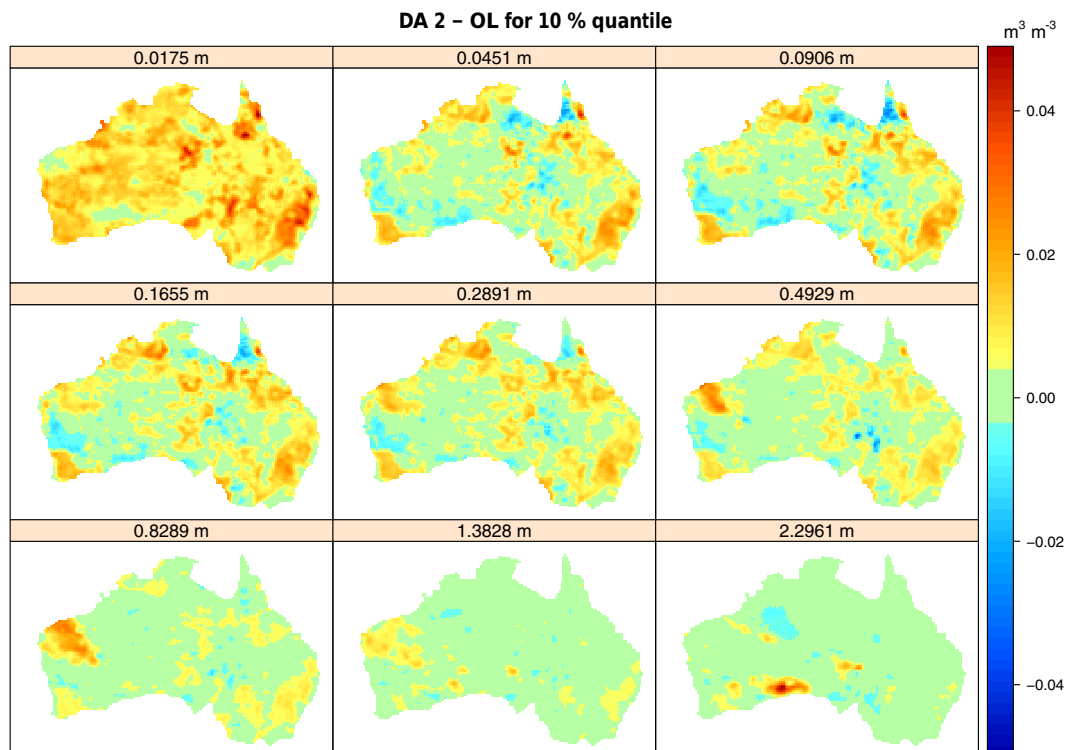 DA 2 − OL for 10 % quantile
m³ m⁻³
0.0175 m
0.0451 m
0.0906 m
0.04
0.02
0.1655 m
0.2891 m
0.4929 m
0.00
−0.02
0.8289 m
1.3828 m
2.2961 m
−0.04